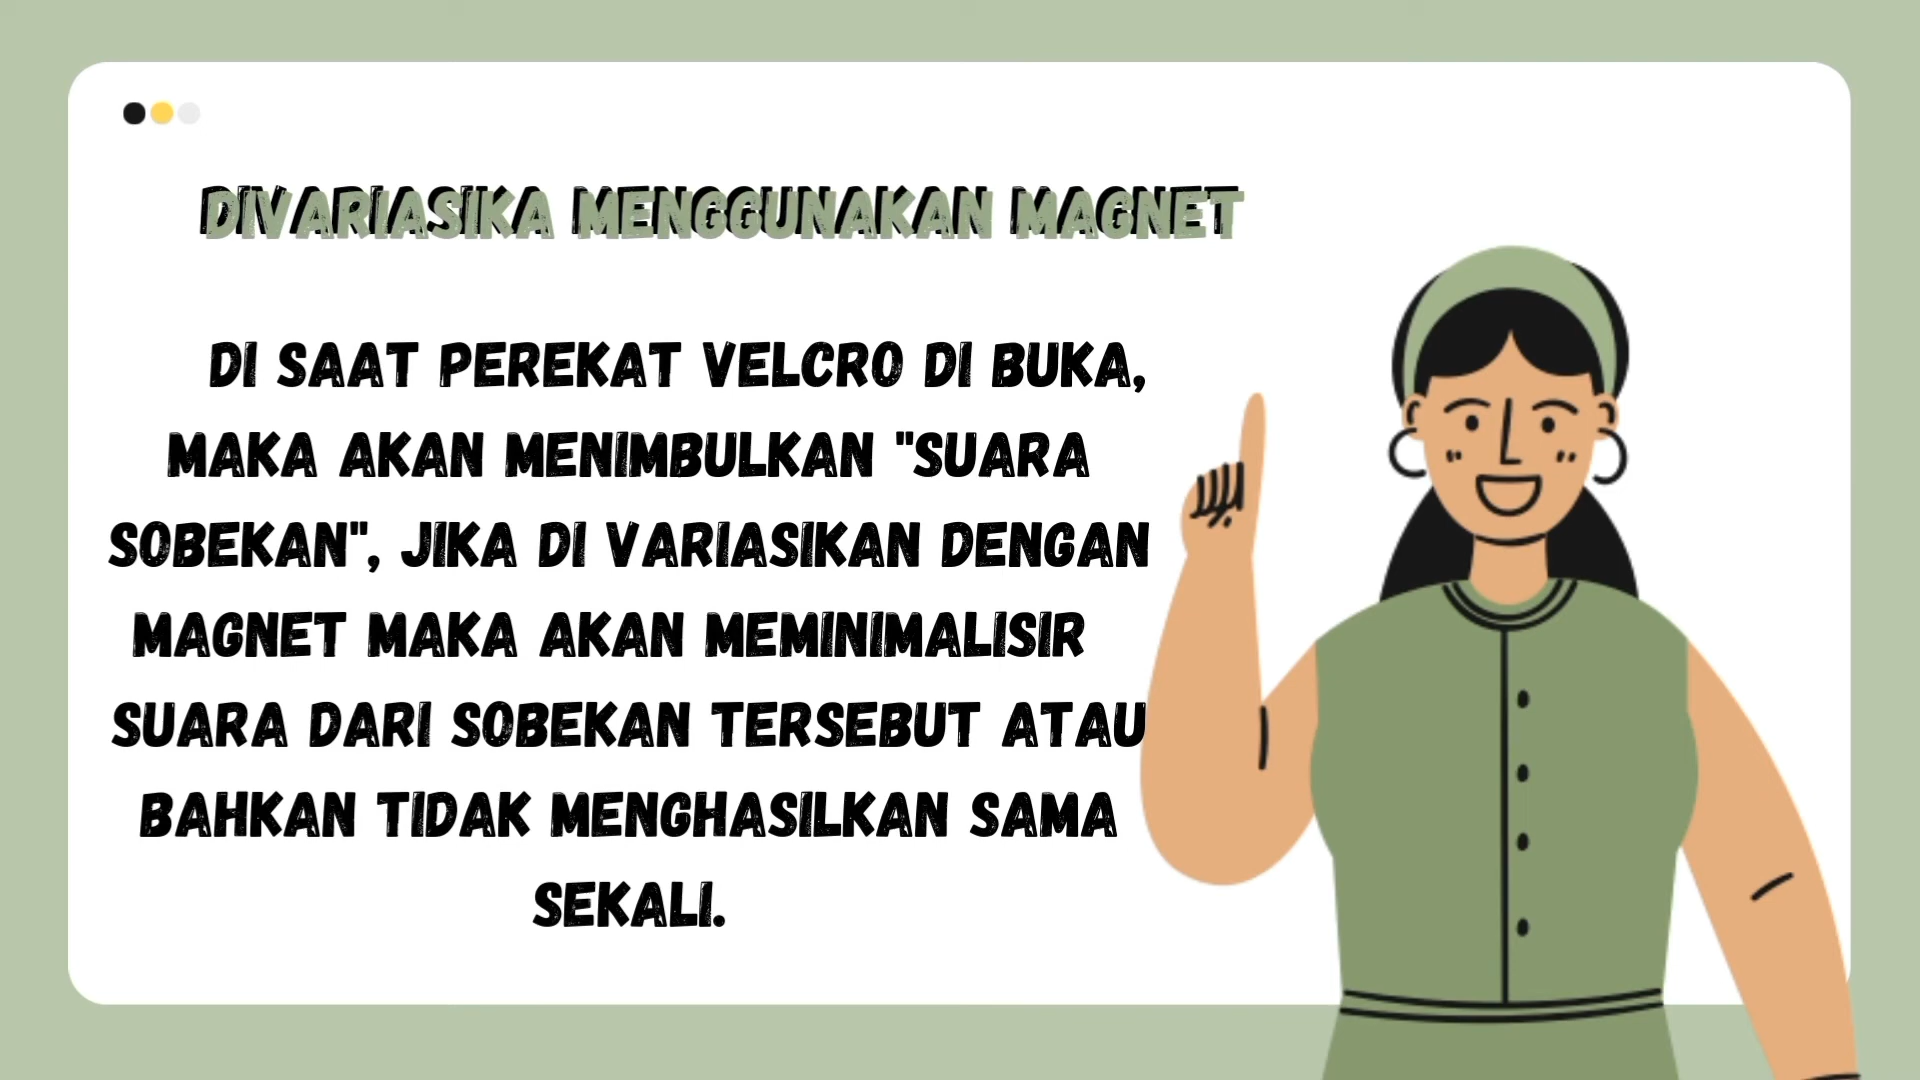 DIVARIASIKA MENGGUNAKAN MAGNET
DI SAAT PEREKAT VELCRO DI BUKA,
MAKA AKAN MENIMBULKAN "SUARA
SOBEKAN", JIKA DI VARIASIKAN DENGAN
MAGNET MAKA AKAN MEMINIMALISIR
SUARA DARI SOBEKAN TERSEBUT ATAU
BAHKAN TIDAK MENGHASILKAN SAMA
SEKALI.